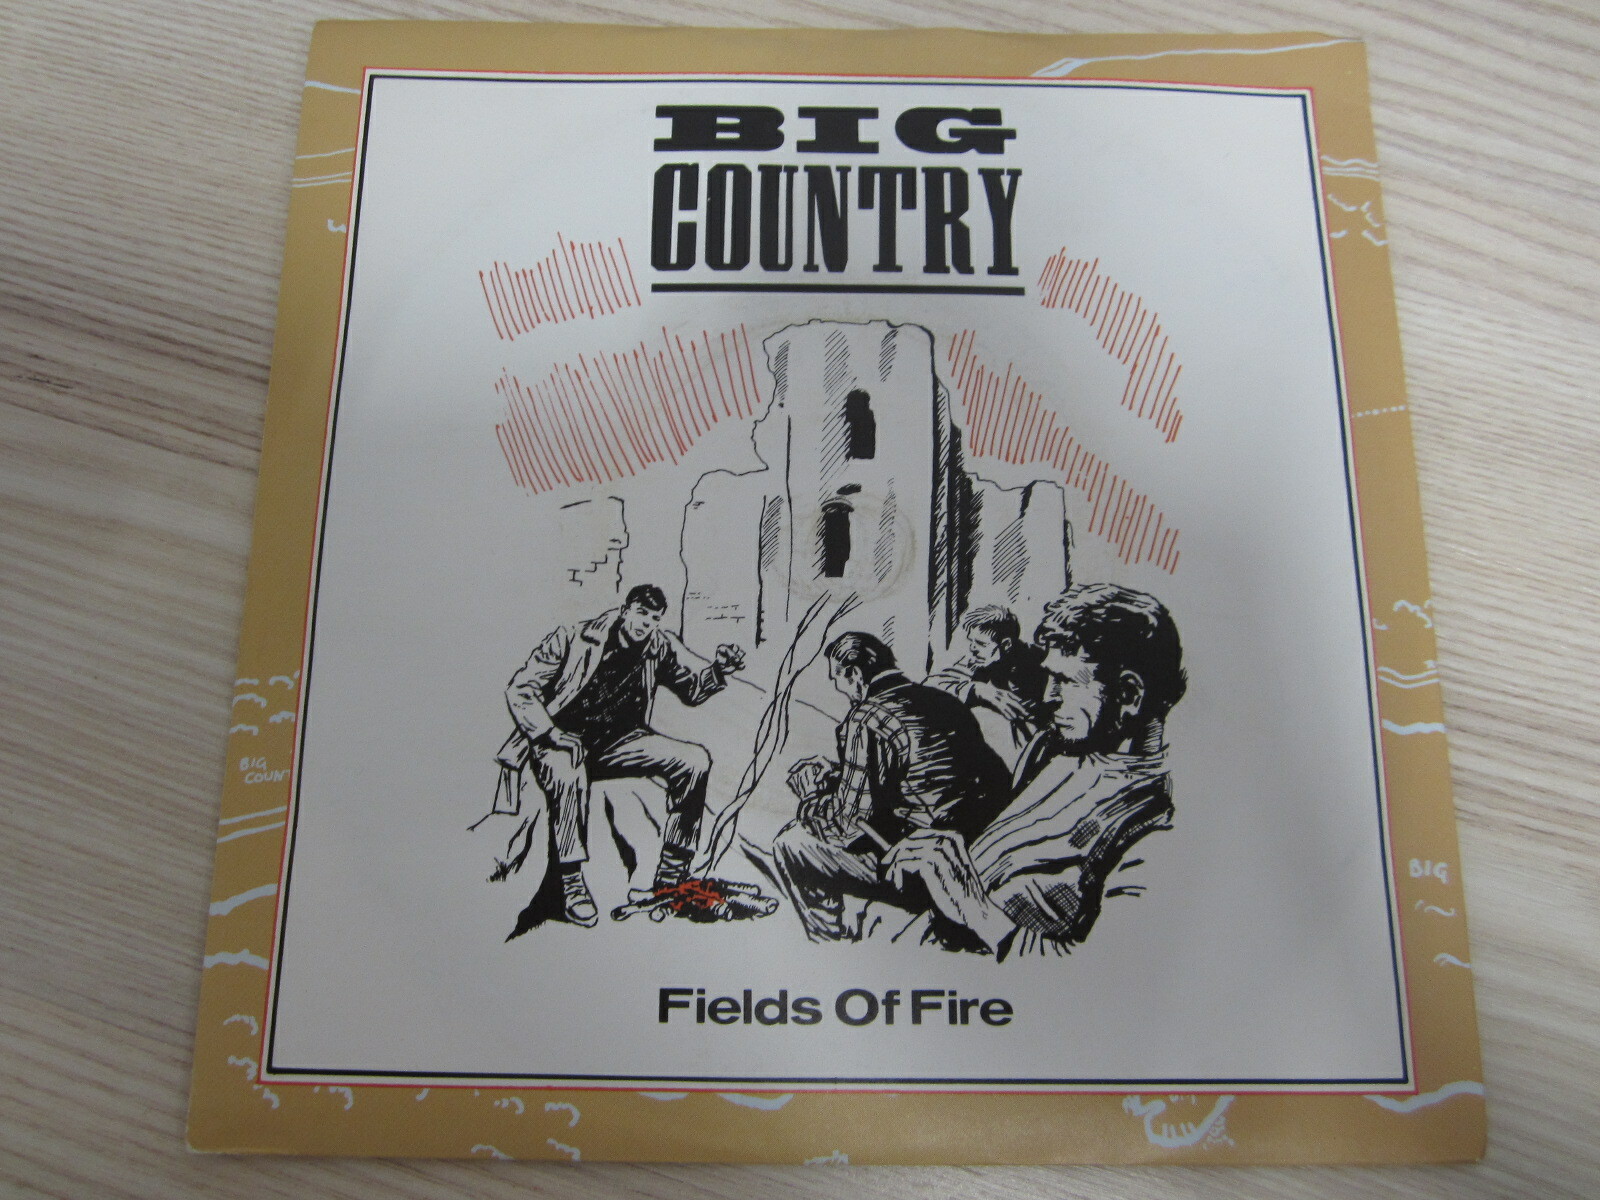 BIG
COUNTRY
Fields Of Fire
BIG
COUNT
BIG